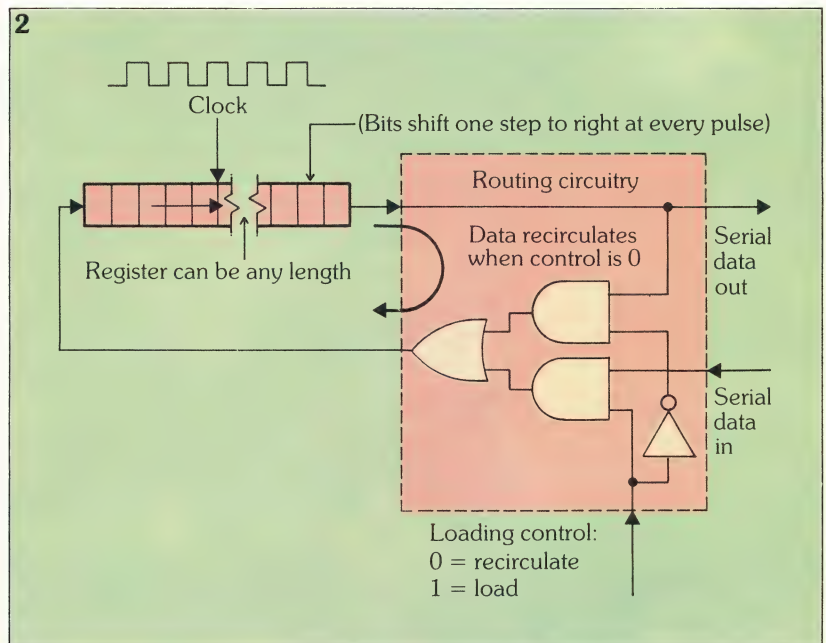 2
Clock
(Bits shift one step to right at every pulse)
Routing circuitry
Data recirculates
when control is 0
Serial
data
out
Register can be any length
Serial
data
in
Loading control:
0 = recirculate
1 = load